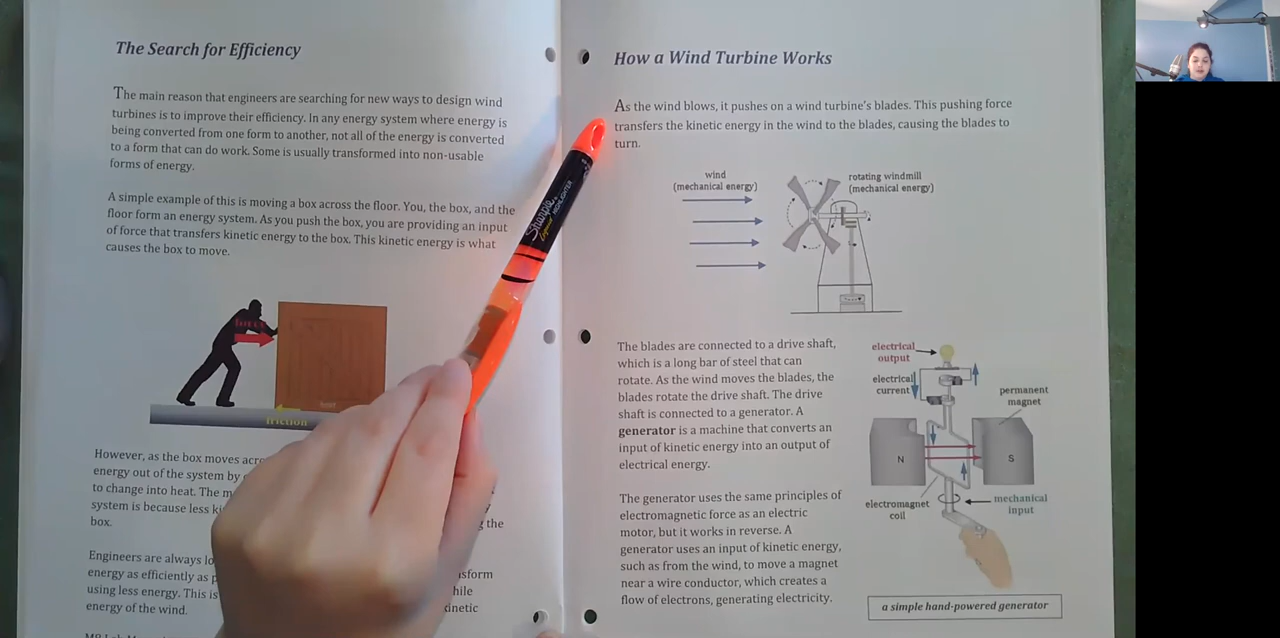 The Search for Efficiency
The main reason that engineers are searching for new ways to design wind
turbines is to improve their efficiency. In any energy system where energy is
being converted from one form to another, not all of the energy is converted
to a form that can do work. Some is usually transformed into non-usable
forms of energy.
A simple example of this is moving a box across the floor. You, the box, and the
floor form an energy system. As you push the box, you are providing an input
of force that transfers kinetic energy to the box. This kinetic energy is what
causes the box to move.
force
heat
friction
However, as the box moves
energy out of the system by
to change into heat. The
system is because less
the
box.
Engineers are always
energy as efficiently as
using less energy. This is
energy of the wind.
Sharpie
HIGHLIGHTER
How a Wind Turbine Works
As the wind blows, it pushes on a wind turbine's blades. This pushing force
transfers the kinetic energy in the wind to the blades, causing the blades to
turn.
wind
(mechanical energy)
rotating windmill
(mechanical energy)
The blades are connected to a drive shaft,
which is a long bar of steel that can
rotate. As the wind moves the blades, the
blades rotate the drive shaft. The drive
shaft is connected to a generator. A
generator is a machine that converts an
input of kinetic energy into an output of
electrical energy.
The generator uses the same principles of
electromagnetic force as an electric
motor, but it works in reverse. A
generator uses an input of kinetic energy,
such as from the wind, to move a magnet
near a wire conductor, which creates a
flow of electrons, generating electricity.
electrical
output
electrical
current
permanent
magnet
N
S
electromagnet
coil
mechanical
input
a simple hand-powered generator